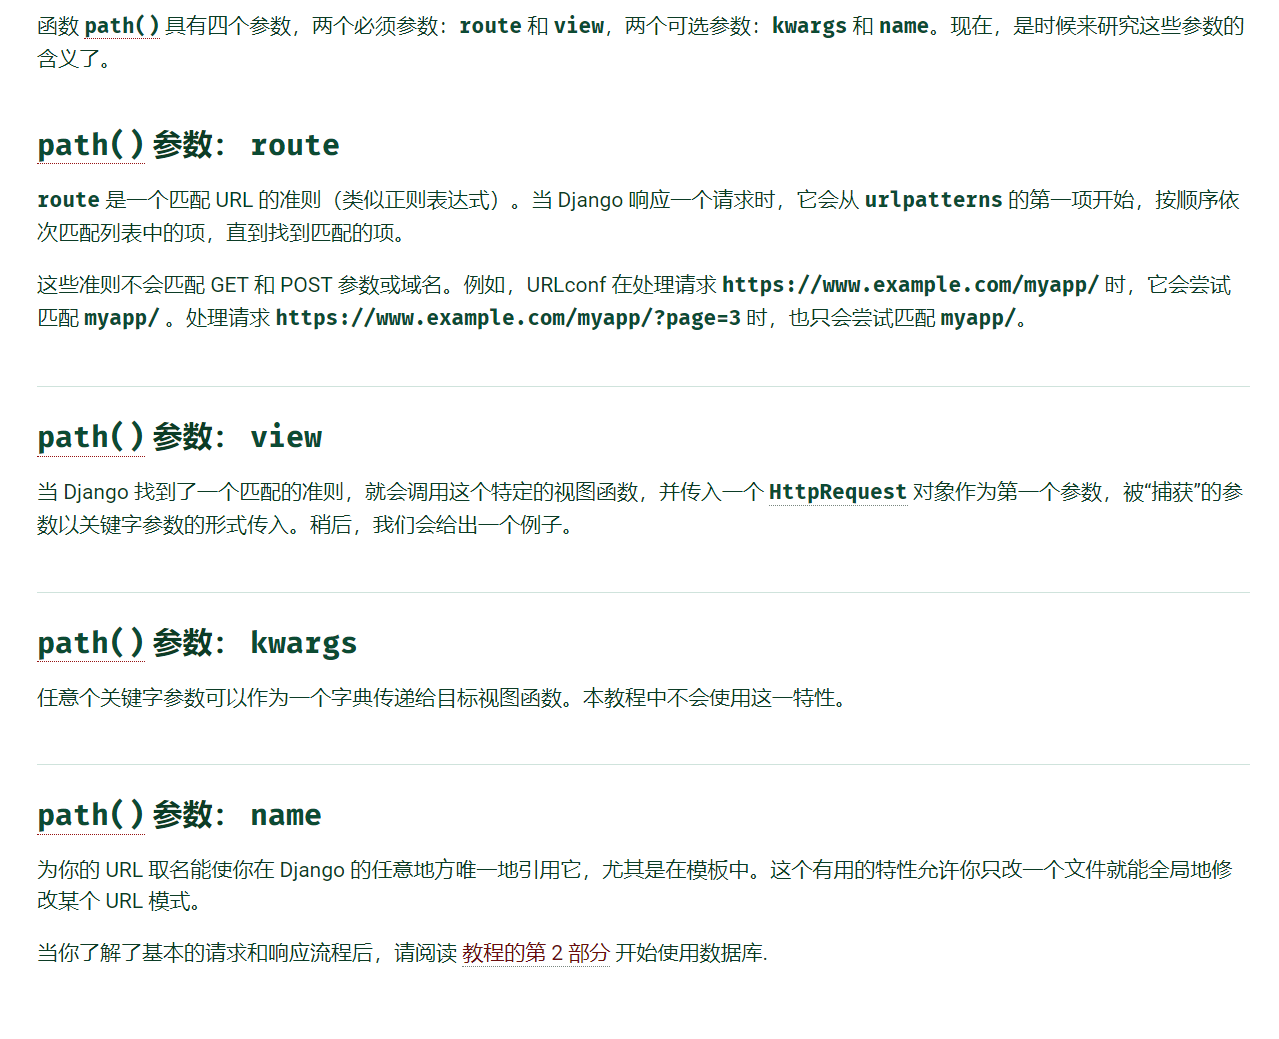 函数 path() 具有四个参数，两个必须参数：route 和 view，两个可选参数：kwargs 和 name。现在，是时候来研究这些参数的
含义了。
path() 参数： route
route 是一个匹配 URL 的准则（类似正则表达式）。当 Django 响应一个请求时，它会从 urlpatterns 的第一项开始，按顺序依
次匹配列表中的项，直到找到匹配的项。
这些准则不会匹配 GET 和 POST 参数或域名。例如，URLconf 在处理请求 https://www.example.com/myapp/ 时，它会尝试
匹配 myapp/ 。处理请求 https://www.example.com/myapp/?page=3 时，也只会尝试匹配 myapp/。
path() 参数： view
当 Django 找到了一个匹配的准则，就会调用这个特定的视图函数，并传入一个 HttpRequest 对象作为第一个参数，被“捕获”的参
数以关键字参数的形式传入。稍后，我们会给出一个例子。
path() 参数： kwargs
任意个关键字参数可以作为一个字典传递给目标视图函数。本教程中不会使用这一特性。
path() 参数： name
为你的 URL 取名能使你在 Django 的任意地方唯一地引用它，尤其是在模板中。这个有用的特性允许你只改一个文件就能全局地修
改某个 URL 模式。
当你了解了基本的请求和响应流程后，请阅读 教程的第 2 部分 开始使用数据库.